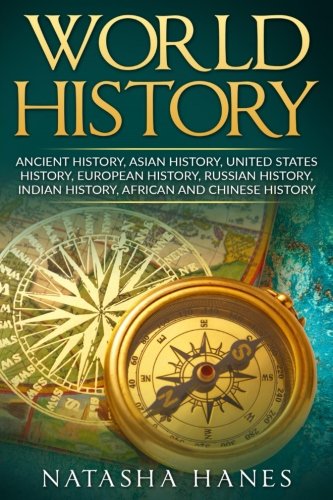 WORLD
HISTORY
ANCIENT HISTORY, ASIAN HISTORY, UNITED STATES
HISTORY, EUROPEAN HISTORY, RUSSIAN HISTORY,
INDIAN HISTORY, AFRICAN AND CHINESE HISTORY
NATASHA HANES